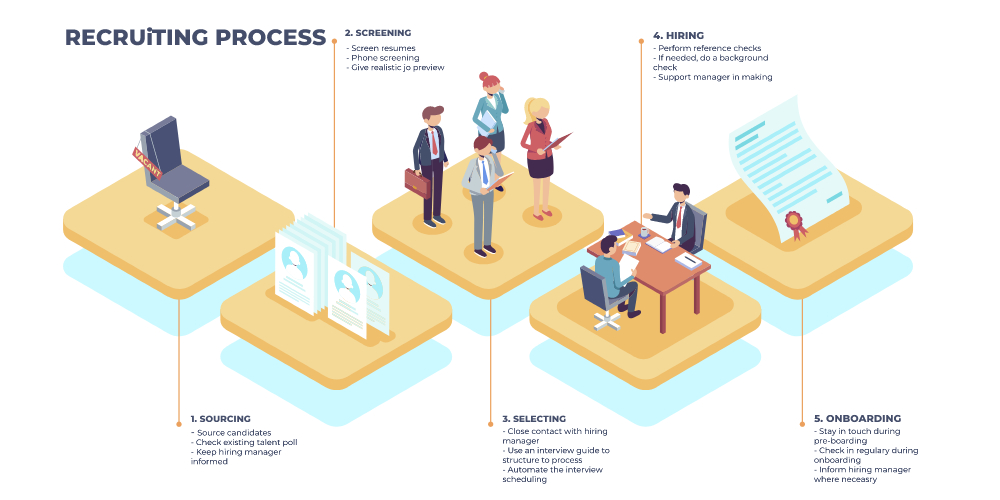 RECRUiTING PROCESS
2. SCREENING
- Screen resumes
- Phone screening
- Give realistic jo preview
4. HIRING
- Perform reference checks
- If needed, do a background
check
- Support manager in making
VACANT
1. SOURCING
- Source candidates
- Check existing talent poll
- Keep hiring manager
informed
3. SELECTING
- Close contact with hiring
manager
- Use an interview guide to
structure to process
- Automate the interview
scheduling
5. ONBOARDING
- Stay in touch during
pre-boarding
- Check in regulary during
onboarding
- Inform hiring manager
where neceasry